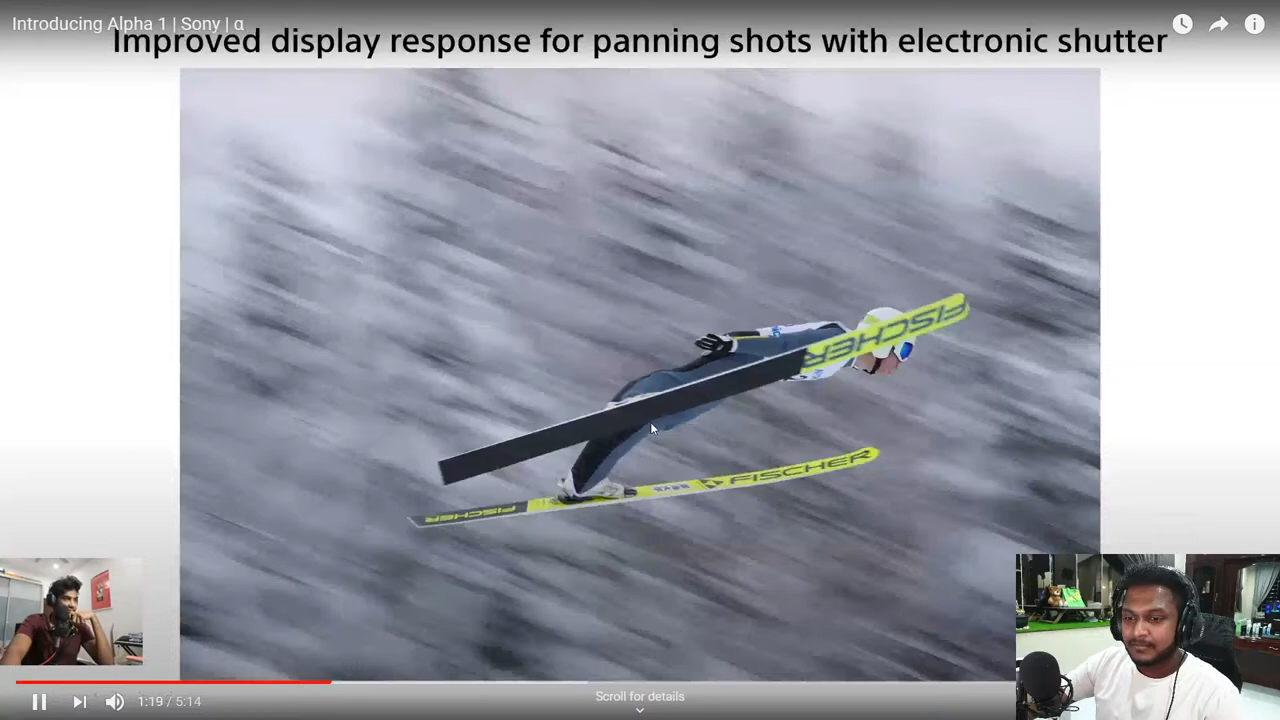 Introducing Alpha 1 | Sony | α
Improved display response for panning shots with electronic shutter
FISCHER
FISCHER
FISCHER
1:19 / 5:14
Scroll for details